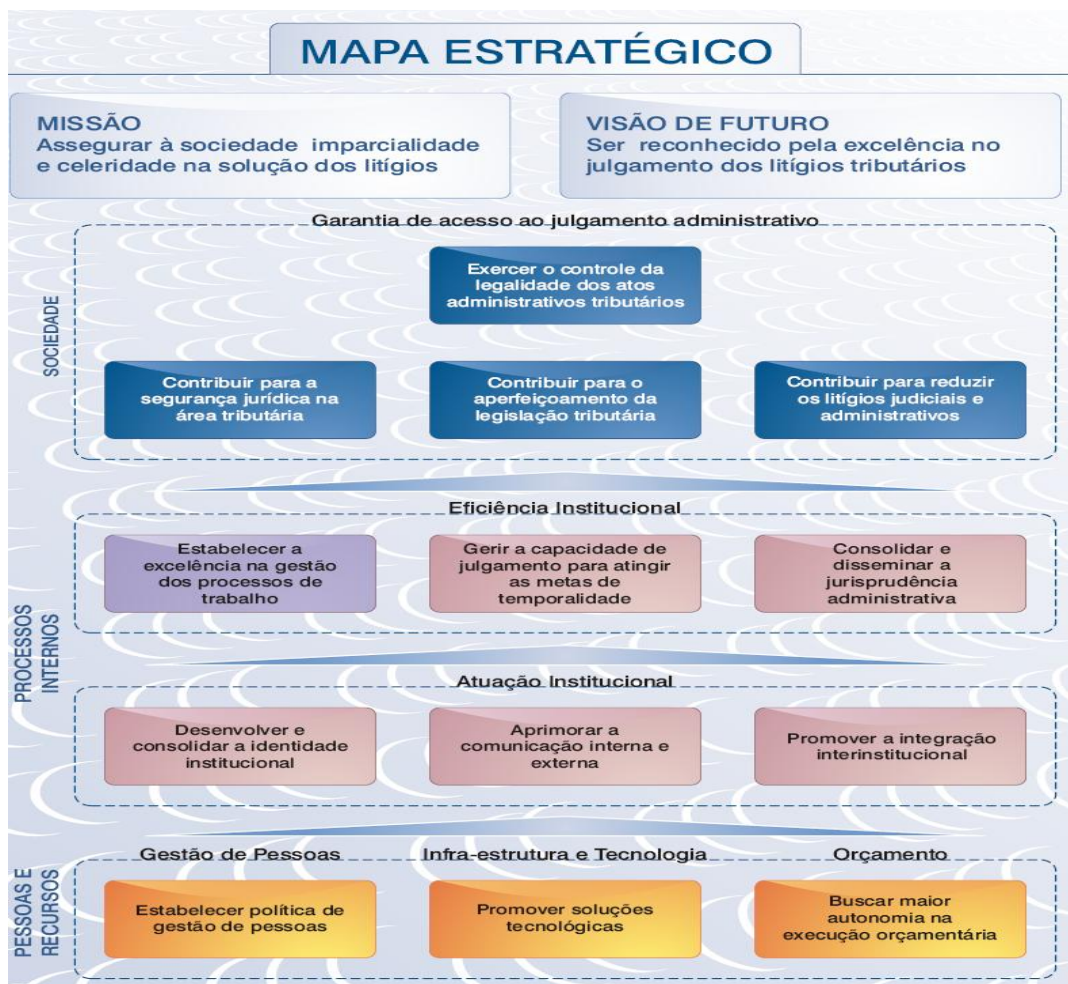 MAPA ESTRATÉGICO
MISSÃO
Assegurar à sociedade imparcialidade
e celeridade na solução dos litígios
VISÃO DE FUTURO
Ser reconhecido pela excelência no
julgamento dos litígios tributários
SOCIEDADE
Garantia de acesso ao julgamento administrativo
Exercer o controle da
legalidade dos atos
administrativos tributários
Contribuir para a
segurança jurídica na
área tributária
Contribuir para o
aperfeiçoamento da
legislação tributária
Contribuir para reduzir
os litígios judiciais e
administrativos
PROCESSOS
INTERNOS
Eficiência Institucional
Estabelecer a
excelência na gestão
dos processos de
trabalho
Gerir a capacidade de
julgamento para atingir
as metas de
temporalidade
Consolidar e
disseminar a
jurisprudência
administrativa
Atuação Institucional
Desenvolver e
consolidar a identidade
institucional
Aprimorar a
comunicação interna e
externa
Promover a integração
interinstitucional
PESSOAS E
RECURSOS
Gestão de Pessoas
Estabelecer política de
gestão de pessoas
Infra-estrutura e Tecnologia
Promover soluções
tecnológicas
Orçamento
Buscar maior
autonomia na
execução orçamentária